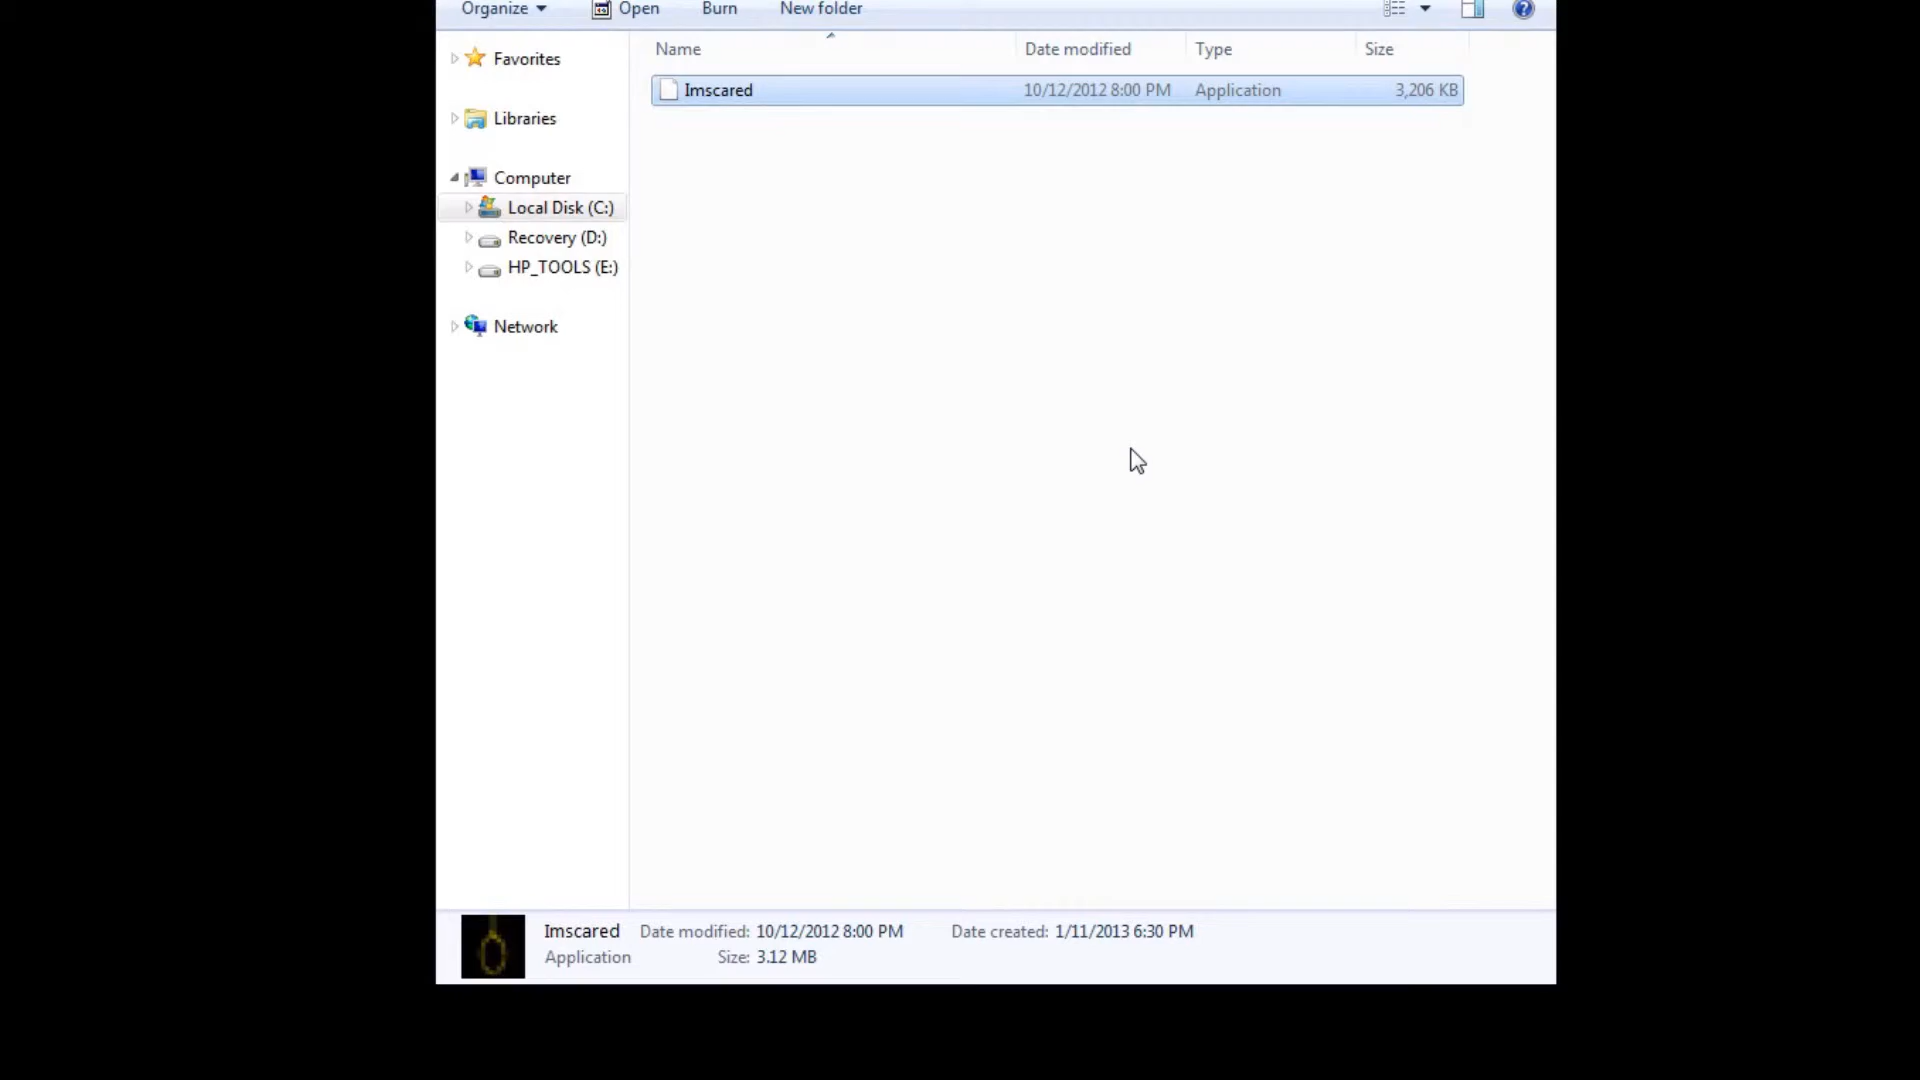 Organize Open Burn New folder
Name Date modified Type Size
Imscared 10/12/2012 8:00 PM Application 3,206 KB
Favorites
Libraries
Computer
Local Disk (C:)
Recovery (D:)
HP_TOOLS (E:)
Network
Imscared Date modified: 10/12/2012 8:00 PM Date created: 1/11/2013 6:30 PM
Application Size: 3.12 MB